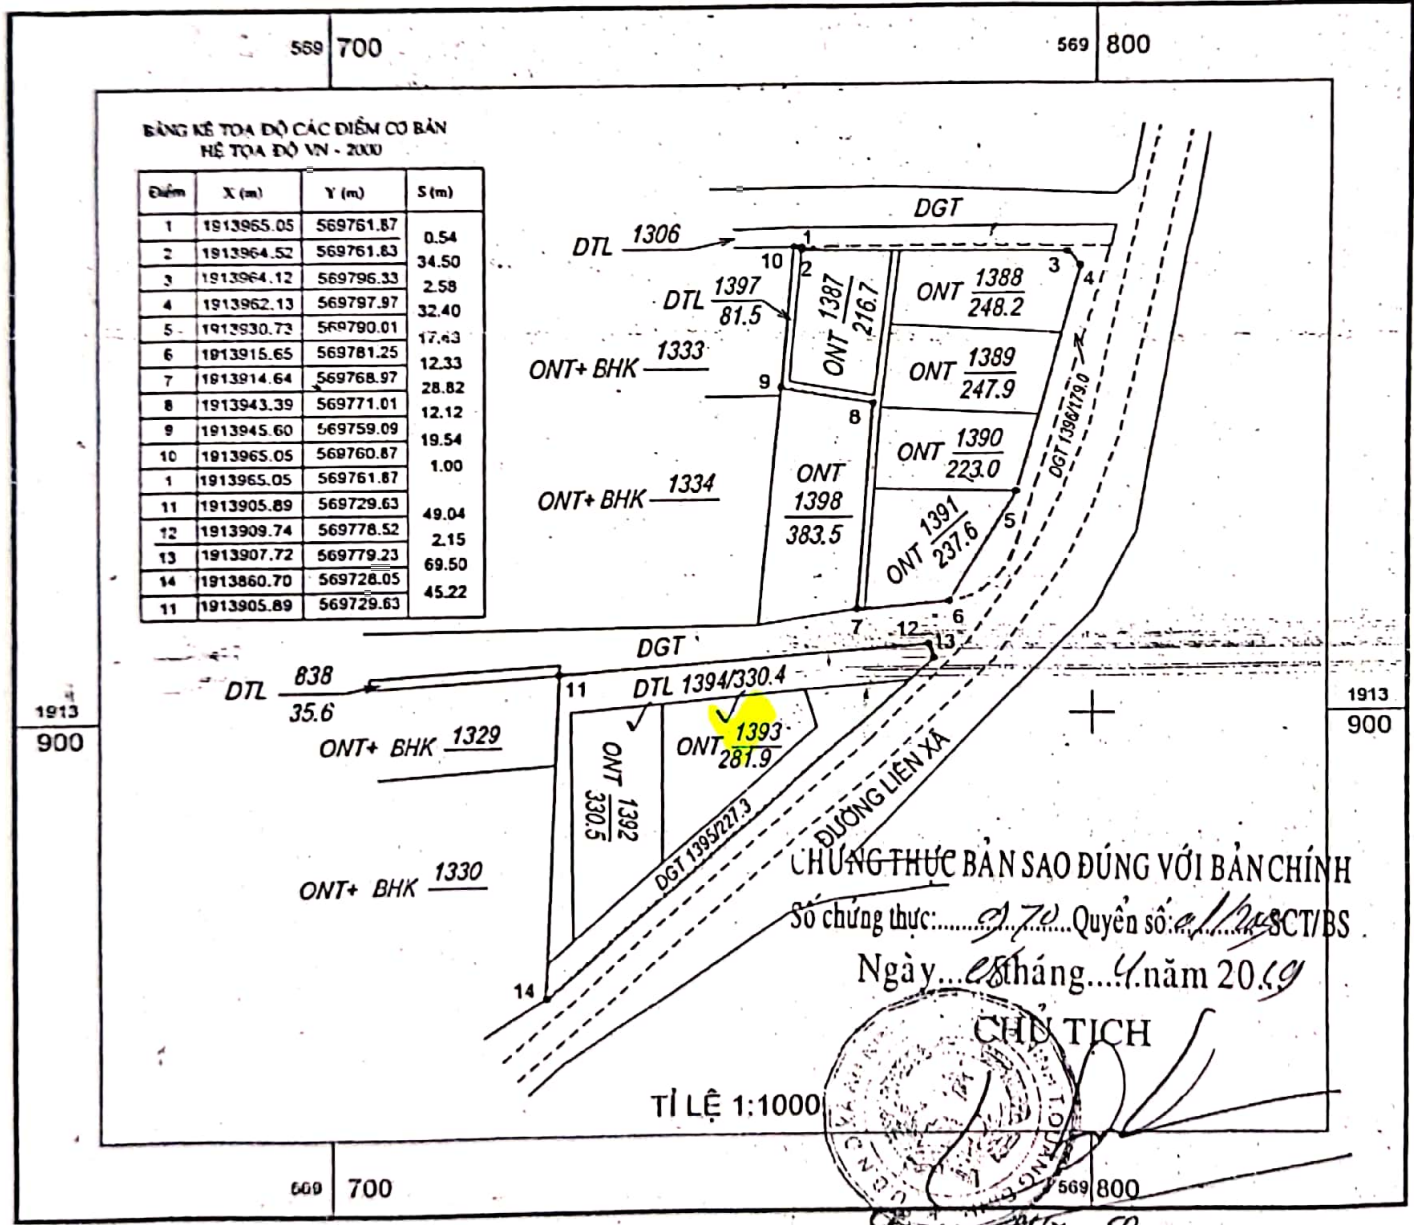 569 700
569 800
BẢNG KÊ TOẠ ĐỘ CÁC ĐIỂM CƠ BẢN
HỆ TOẠ ĐỘ VN - 2000
Điểm X (m) Y (m) S (m)
1 1913965.05 569761.87
0.54
2 1913964.52 569761.83
34.50
3 1913964.12 569796.33
2.58
4 1913962.13 569797.97
32.40
5 1913930.73 569790.01
17.43
6 1913915.65 569781.25
12.33
7 1913914.64 569768.97
28.82
8 1913943.39 569771.01
12.12
9 1913945.60 569759.09
19.54
10 1913965.05 569760.87
1.00
1 1913965.05 569761.87
11 1913905.89 569729.63
49.04
12 1913909.74 569778.52
2.15
13 1913907.72 569779.23
69.50
14 1913860.70 569728.05
45.22
11 1913905.89 569729.63
DGT
DTL 1306
1
10
2
3
4
DTL 1397
81.5
ONT 1387
216.7
ONT 1388
248.2
ONT+ BHK 1333
ONT 1389
247.9
9
8
DGT 1396/179.0
ONT 1390
223.0
ONT+ BHK 1334
ONT
1398
383.5
5
ONT 1391
237.6
7
6
12
13
DGT
DTL 838
35.6
11
DTL 1394/330.4
1913
900
1913
900
ONT+ BHK 1329
ONT 1393
281.9
ONT 1392
330.5
DGT 1395/227.3
ĐƯỜNG LIÊN XÃ
ONT+ BHK 1330
14
CHỨNG THỰC BẢN SAO ĐÚNG VỚI BẢN CHÍNH
Số chứng thực: Quyển số: SCT/BS
Ngày tháng 4 năm 2019
CHỦ TỊCH
TỈ LỆ 1:1000
569 700
569 800